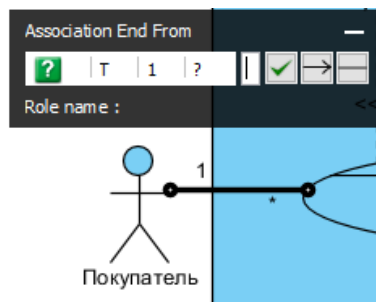 Association End From
? T 1 ?
Role name :
<<
1
*
Покупатель